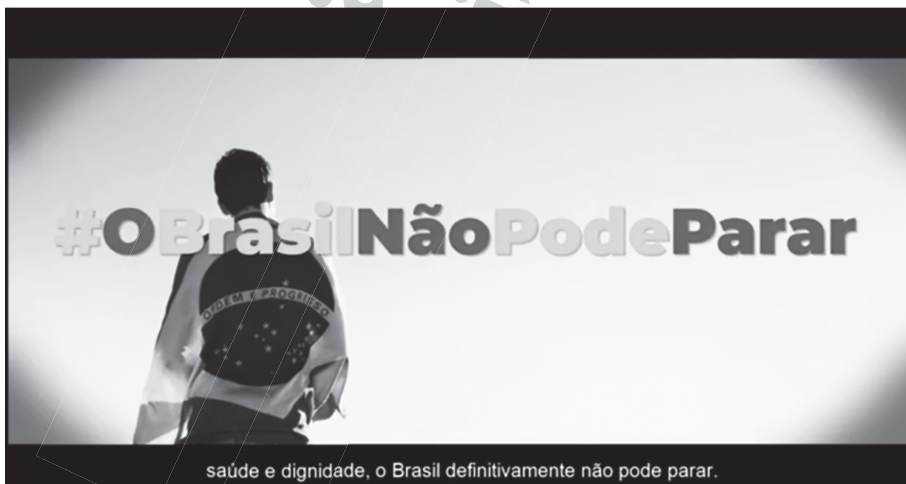 #OBrasilNãoPodeParar
ORDEM E PROGRESSO
saúde e dignidade, o Brasil definitivamente não pode parar.